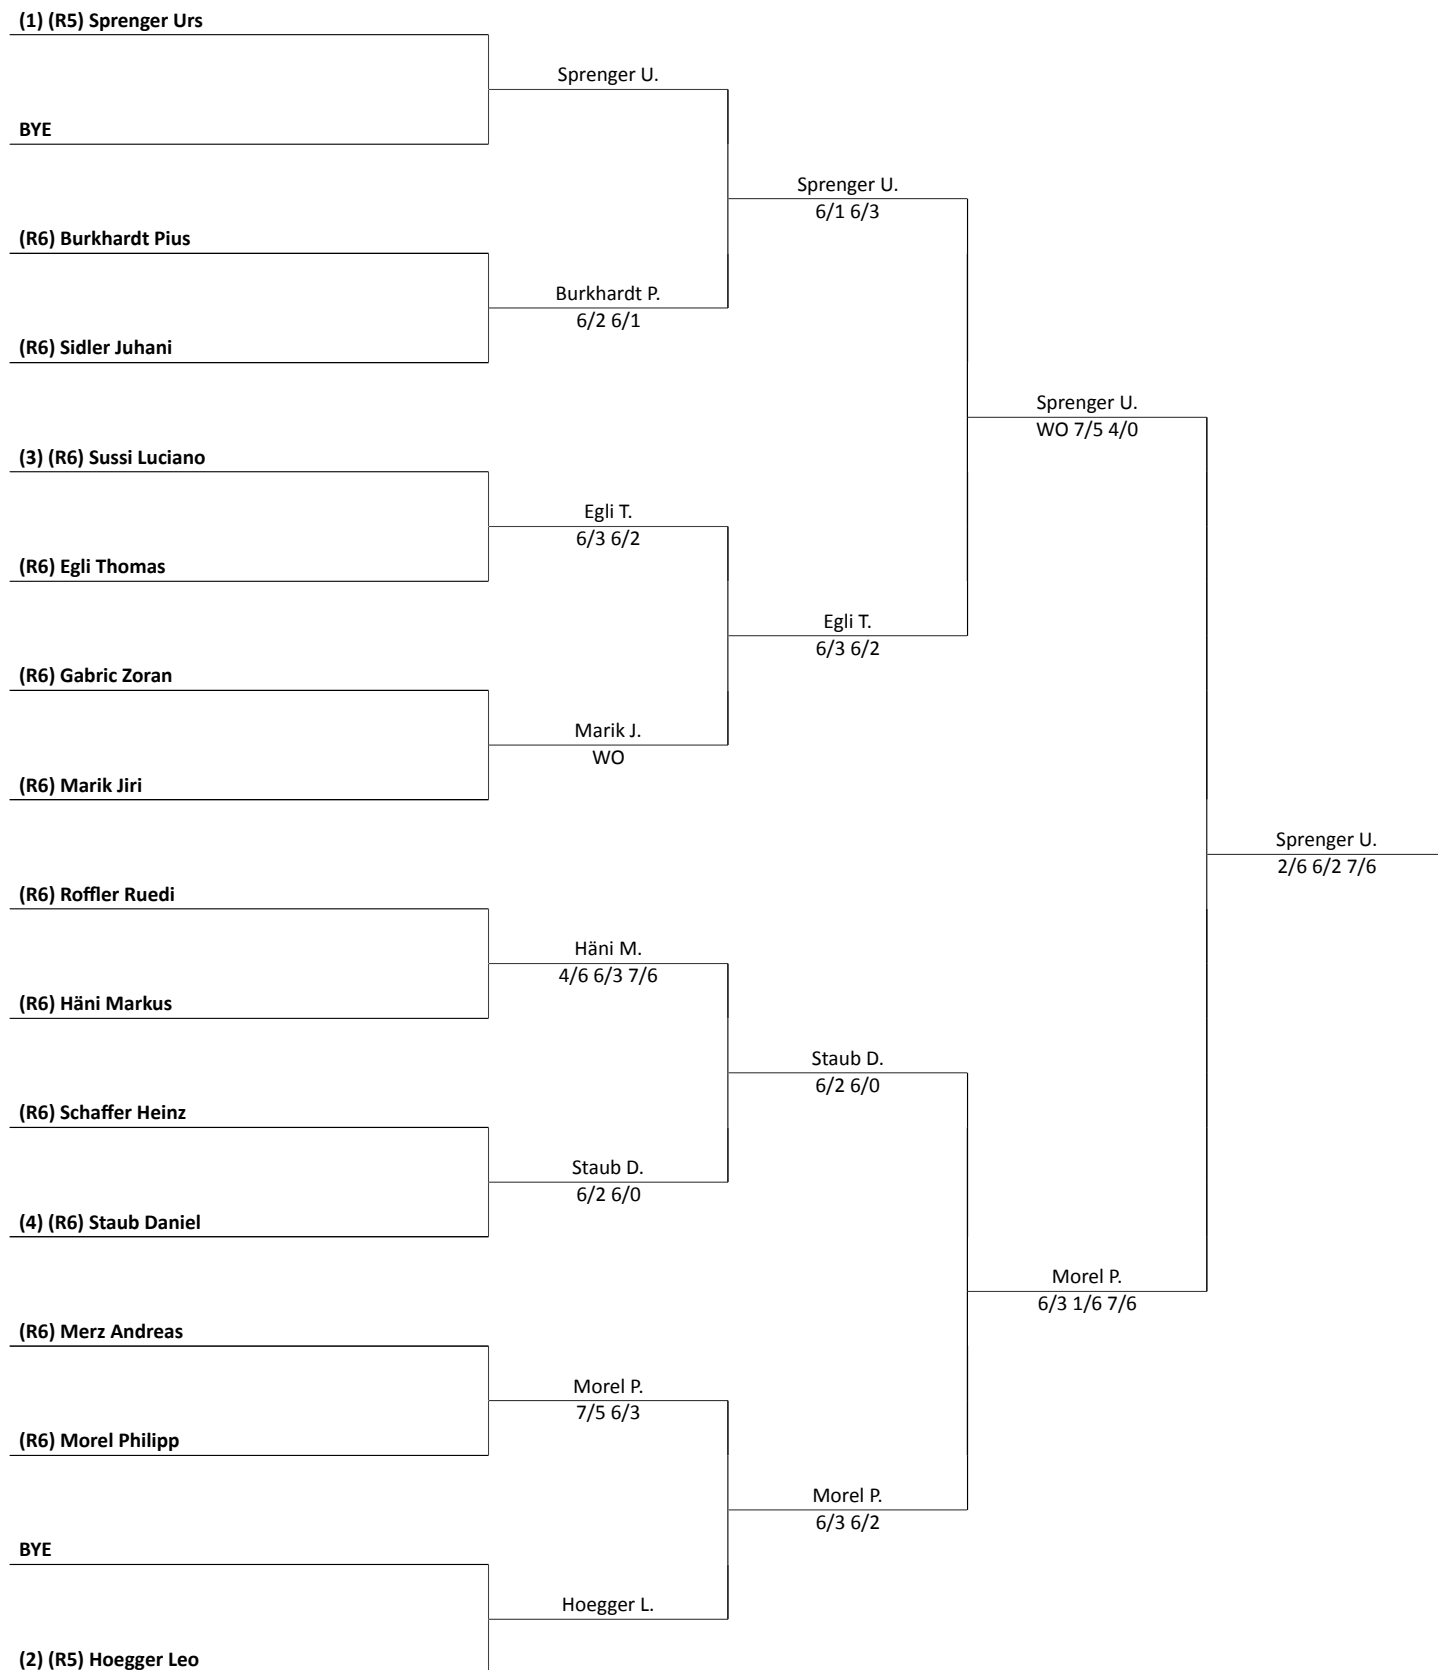 (1) (R5) Sprenger Urs
Sprenger U.
BYE
Sprenger U.
6/1 6/3
(R6) Burkhardt Pius
Burkhardt P.
6/2 6/1
(R6) Sidler Juhani
Sprenger U.
WO 7/5 4/0
(3) (R6) Sussi Luciano
Egli T.
6/3 6/2
(R6) Egli Thomas
Egli T.
6/3 6/2
(R6) Gabric Zoran
Marik J.
WO
(R6) Marik Jiri
Sprenger U.
2/6 6/2 7/6
(R6) Roffler Ruedi
Häni M.
4/6 6/3 7/6
(R6) Häni Markus
Staub D.
6/2 6/0
(R6) Schaffer Heinz
Staub D.
6/2 6/0
(4) (R6) Staub Daniel
Morel P.
6/3 1/6 7/6
(R6) Merz Andreas
Morel P.
7/5 6/3
(R6) Morel Philipp
Morel P.
6/3 6/2
BYE
Hoegger L.
(2) (R5) Hoegger Leo